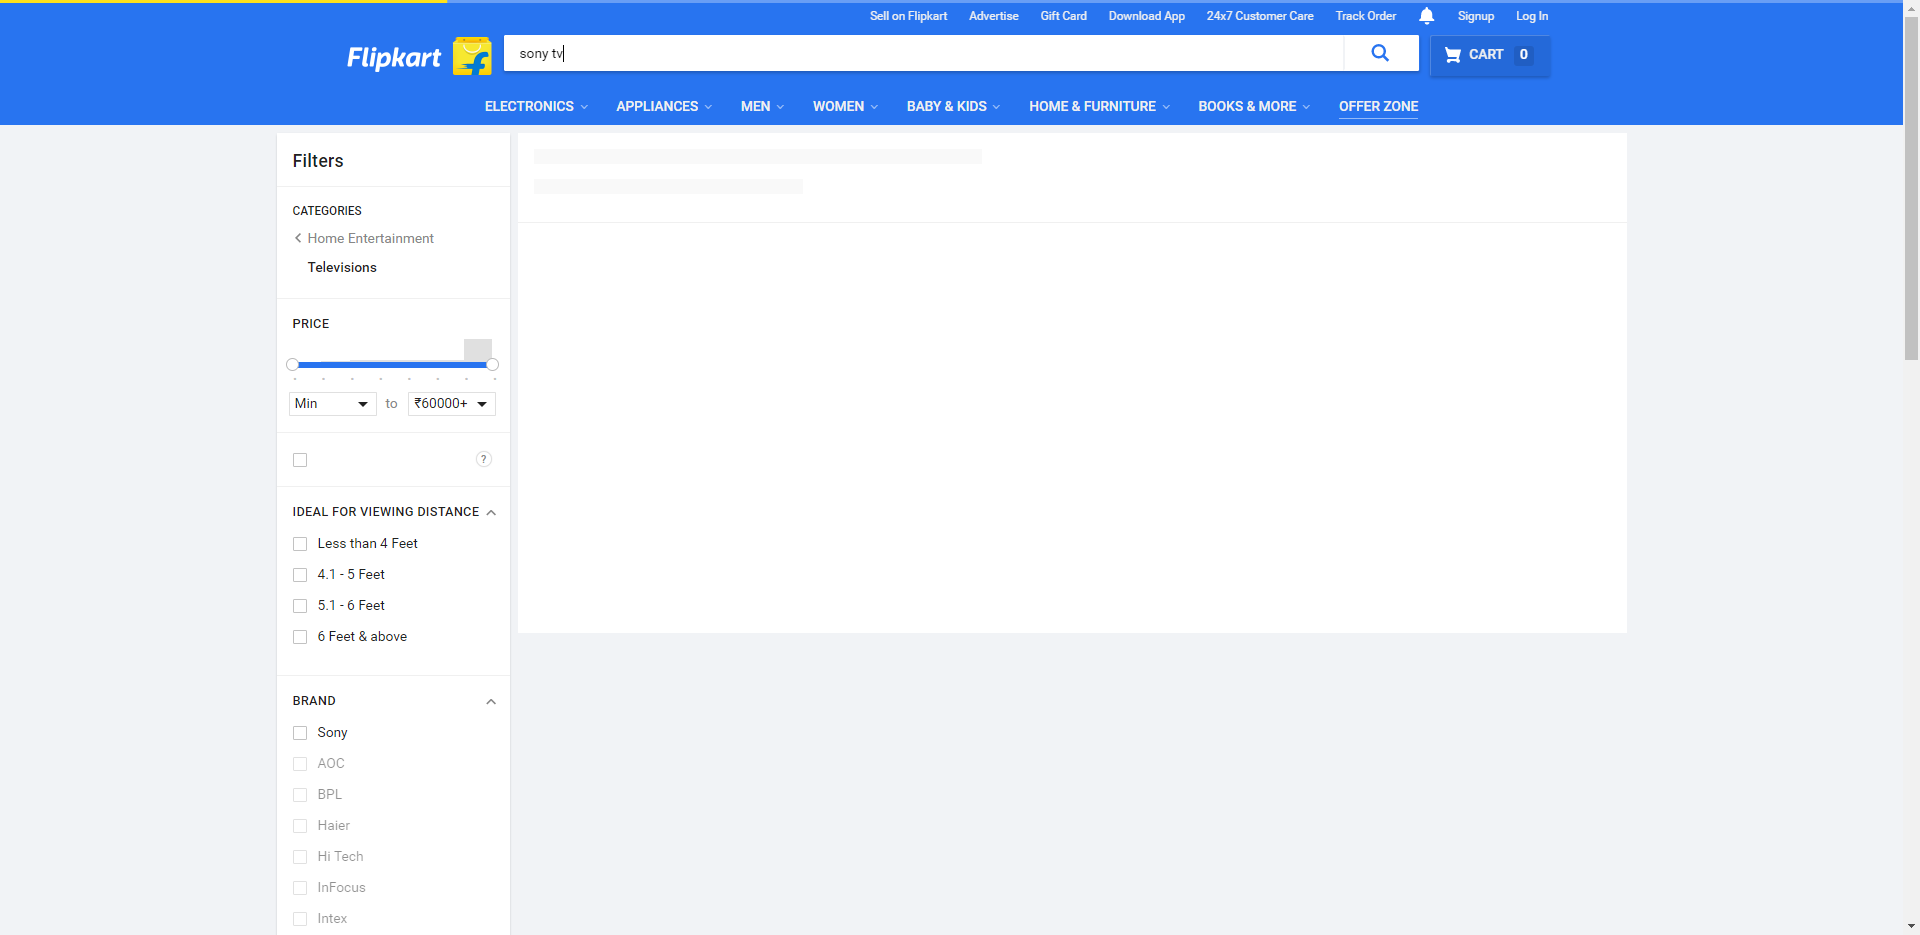 Sell on Flipkart Advertise Gift Card Download App 24x7 Customer Care Track Order Signup Log In
Flipkart sony tv CART 0
ELECTRONICS APPLIANCES MEN WOMEN BABY & KIDS HOME & FURNITURE BOOKS & MORE OFFER ZONE
Filters
CATEGORIES
Home Entertainment
Televisions
PRICE
Min to ₹60000+
?
IDEAL FOR VIEWING DISTANCE
Less than 4 Feet
4.1 - 5 Feet
5.1 - 6 Feet
6 Feet & above
BRAND
Sony
AOC
BPL
Haier
Hi Tech
InFocus
Intex